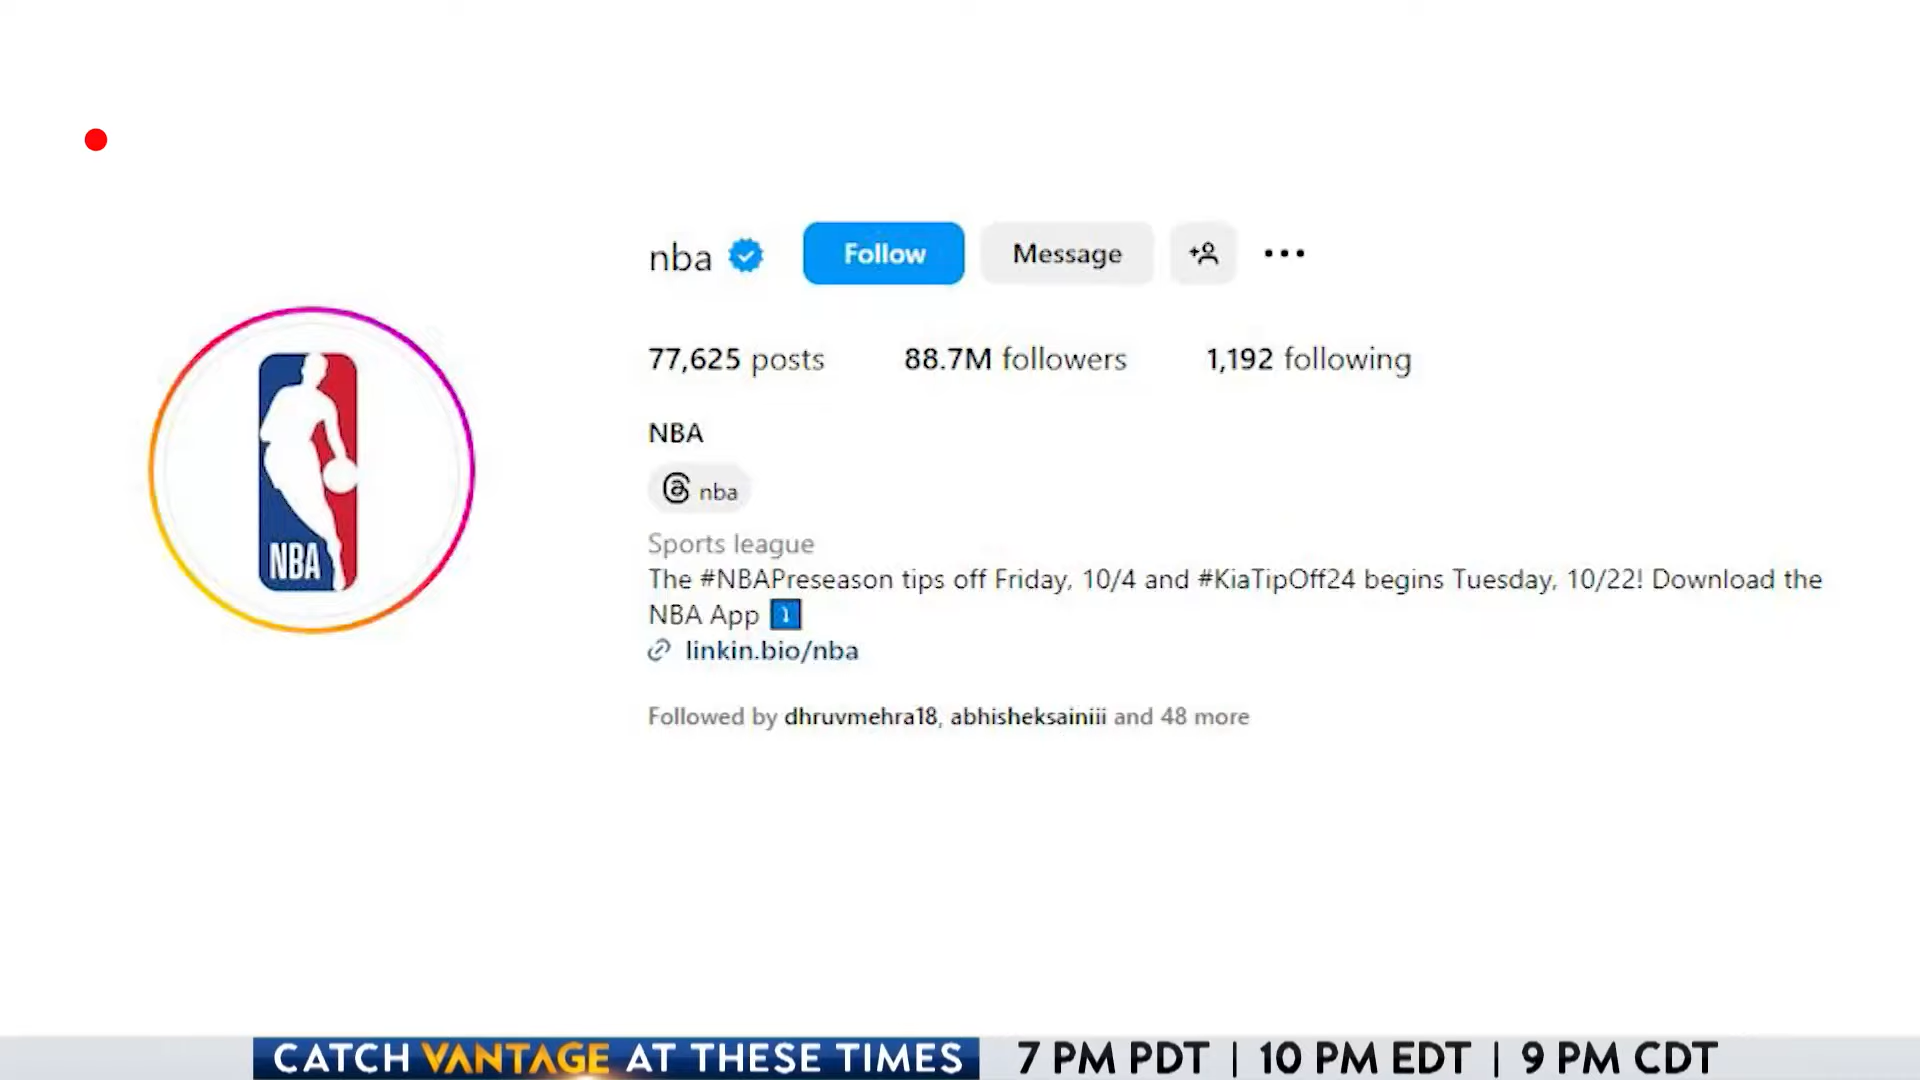 nba Follow Message
77,625 posts 88.7M followers 1,192 following
NBA
nba
Sports league
The #NBAPreseason tips off Friday, 10/4 and #KiaTipOff24 begins Tuesday, 10/22! Download the
NBA App
linkin.bio/nba
Followed by dhruvmehra18, abhisheksainiii and 48 more
NBA
CATCH VANTAGE AT THESE TIMES 7 PM PDT | 10 PM EDT | 9 PM CDT